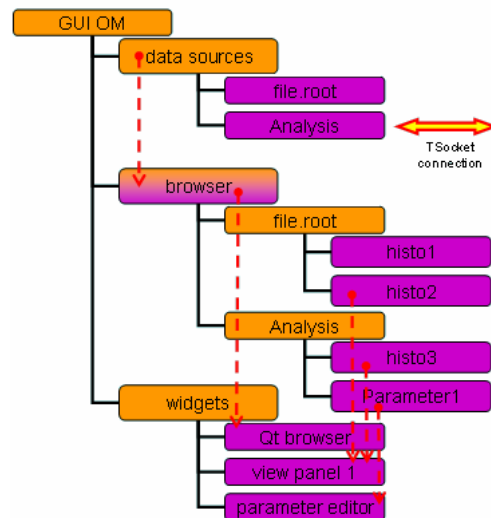 GUI OM
data sources
file.root
Analysis
TSocket
connection
browser
file.root
histo1
histo2
Analysis
histo3
Parameter1
widgets
Qt browser
view panel 1
parameter editor